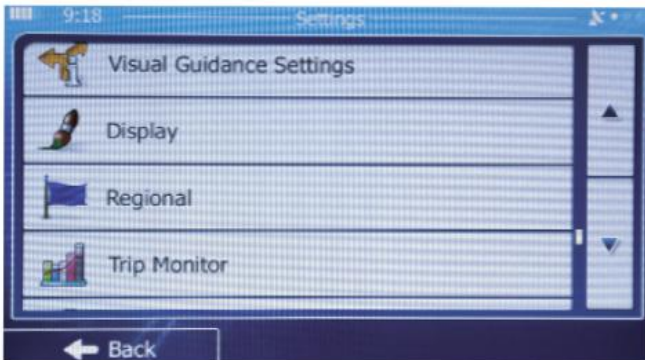 9:18
Settings
Visual Guidance Settings
Display
Regional
Trip Monitor
Back